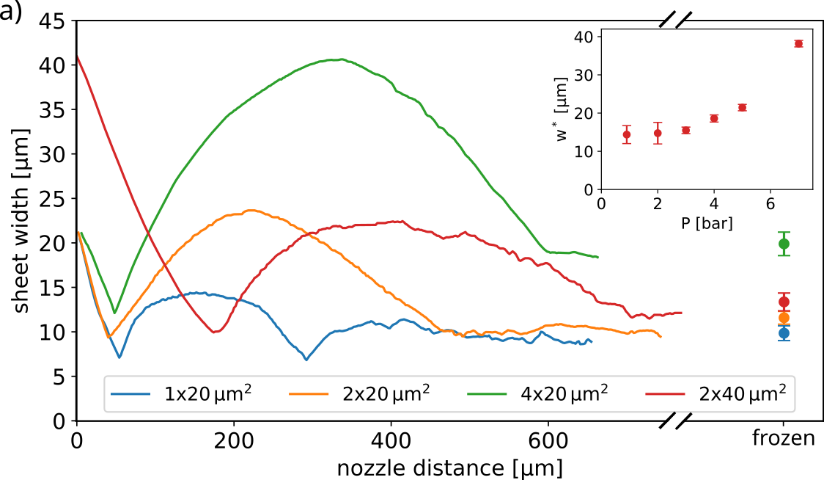 a)
45
40
35
30
25
20
15
10
5
0
sheet width [μm]
0
200
400
600
frozen
nozzle distance [μm]
1x20 μm²
2x20 μm²
4x20 μm²
2x40 μm²
40
30
20
10
0
w* [μm]
0
2
4
6
P [bar]